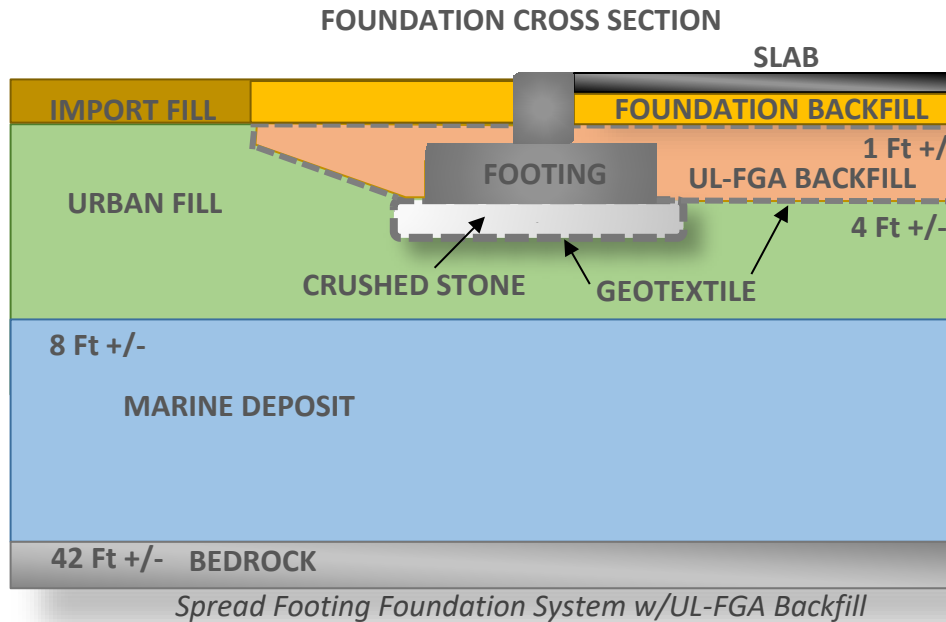 FOUNDATION CROSS SECTION
SLAB
IMPORT FILL
FOUNDATION BACKFILL
1 Ft +/
FOOTING
UL-FGA BACKFILL
URBAN FILL
4 Ft +/-
CRUSHED STONE
GEOTEXTILE
8 Ft +/-
MARINE DEPOSIT
42 Ft +/- BEDROCK
Spread Footing Foundation System w/UL-FGA Backfill